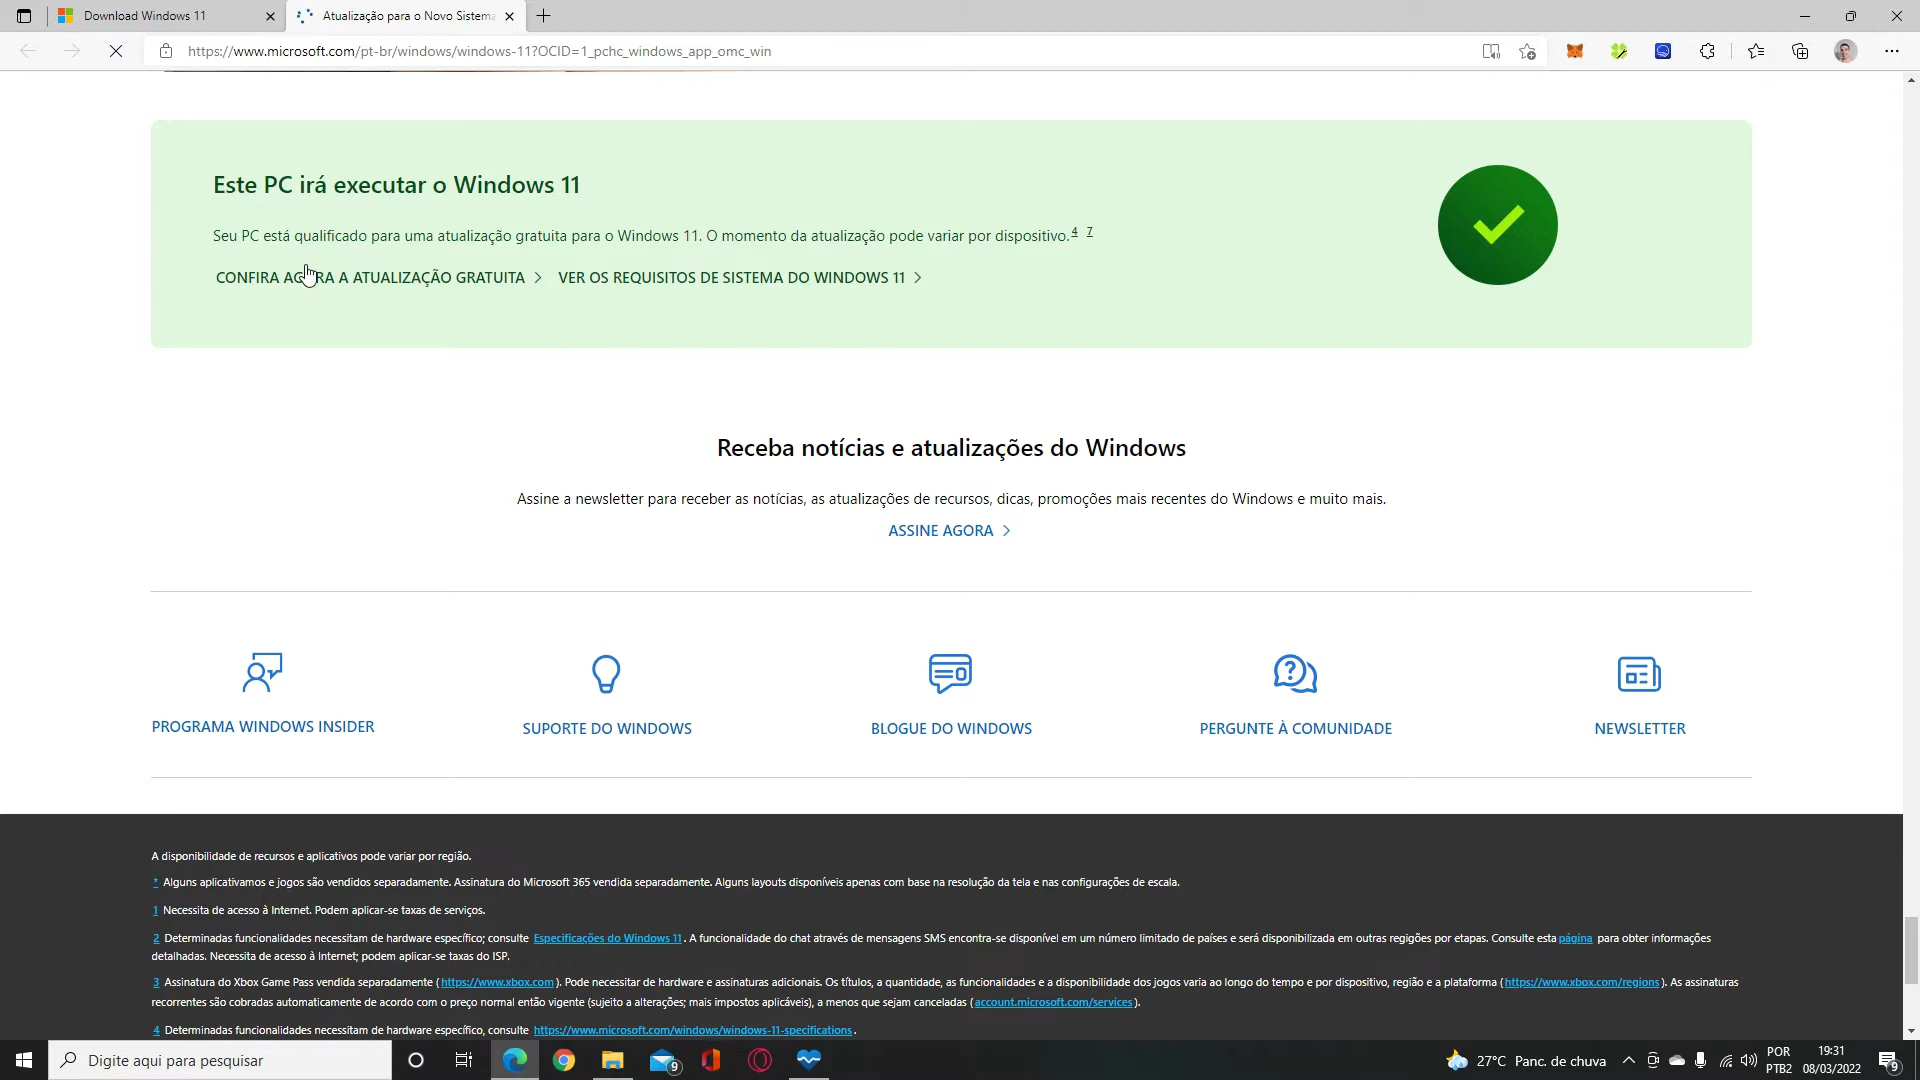 Download Windows 11
Atualização para o Novo Sistema
https://www.microsoft.com/pt-br/windows/windows-11?OCID=1_pchc_windows_app_omc_win
Este PC irá executar o Windows 11
Seu PC está qualificado para uma atualização gratuita para o Windows 11. O momento da atualização pode variar por dispositivo. 4 7
CONFIRA AGORA A ATUALIZAÇÃO GRATUITA > VER OS REQUISITOS DE SISTEMA DO WINDOWS 11 >
Receba notícias e atualizações do Windows
Assine a newsletter para receber as notícias, as atualizações de recursos, dicas, promoções mais recentes do Windows e muito mais.
ASSINE AGORA >
PROGRAMA WINDOWS INSIDER
SUPORTE DO WINDOWS
BLOGUE DO WINDOWS
PERGUNTE À COMUNIDADE
NEWSLETTER
A disponibilidade de recursos e aplicativos pode variar por região.
* Alguns aplicativamos e jogos são vendidos separadamente. Assinatura do Microsoft 365 vendida separadamente. Alguns layouts disponíveis apenas com base na resolução da tela e nas configurações de escala.
1 Necessita de acesso à Internet. Podem aplicar-se taxas de serviços.
2 Determinadas funcionalidades necessitam de hardware específico; consulte Especificações do Windows 11. A funcionalidade do chat através de mensagens SMS encontra-se disponível em um número limitado de países e será disponibilizada em outras regigões por etapas. Consulte esta página para obter informações
detalhadas. Necessita de acesso à Internet; podem aplicar-se taxas do ISP.
3 Assinatura do Xbox Game Pass vendida separadamente (https://www.xbox.com). Pode necessitar de hardware e assinaturas adicionais. Os títulos, a quantidade, as funcionalidades e a disponibilidade dos jogos varia ao longo do tempo e por dispositivo, região e a plataforma (https://www.xbox.com/regions). As assinaturas
recorrentes são cobradas automaticamente de acordo com o preço normal então vigente (sujeito a alterações; mais impostos aplicáveis), a menos que sejam canceladas (account.microsoft.com/services).
4 Determinadas funcionalidades necessitam de hardware específico, consulte https://www.microsoft.com/windows/windows-11-specifications.
Digite aqui para pesquisar
9
27°C Panc. de chuva
POR
PTB2
19:31
08/03/2022
9